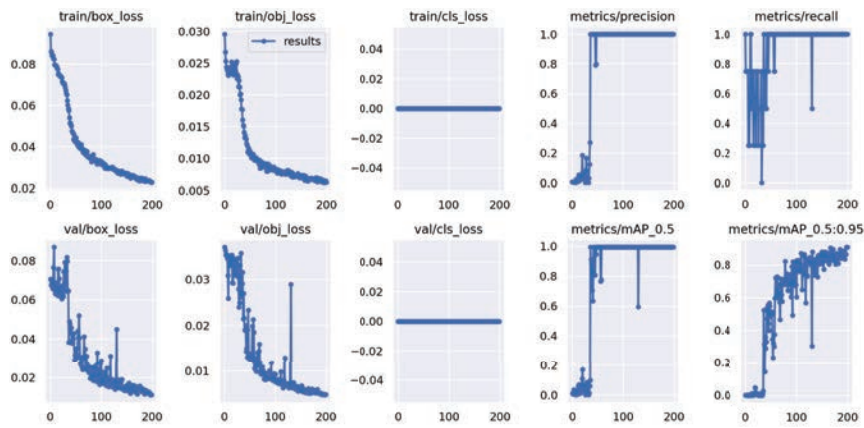 train/box_loss
train/obj_loss
train/cls_loss
metrics/precision
metrics/recall
results
0.08
0.06
0.04
0.02
0.030
0.025
0.020
0.015
0.010
0.005
0.04
0.02
0.00
−0.02
−0.04
1.0
0.8
0.6
0.4
0.2
0.0
1.0
0.8
0.6
0.4
0.2
0.0
0 100 200
0 100 200
0 100 200
0 100 200
0 100 200
val/box_loss
val/obj_loss
val/cls_loss
metrics/mAP_0.5
metrics/mAP_0.5:0.95
0.08
0.06
0.04
0.02
0.03
0.02
0.01
0.04
0.02
0.00
−0.02
−0.04
1.0
0.8
0.6
0.4
0.2
0.0
0.8
0.6
0.4
0.2
0.0
0 100 200
0 100 200
0 100 200
0 100 200
0 100 200